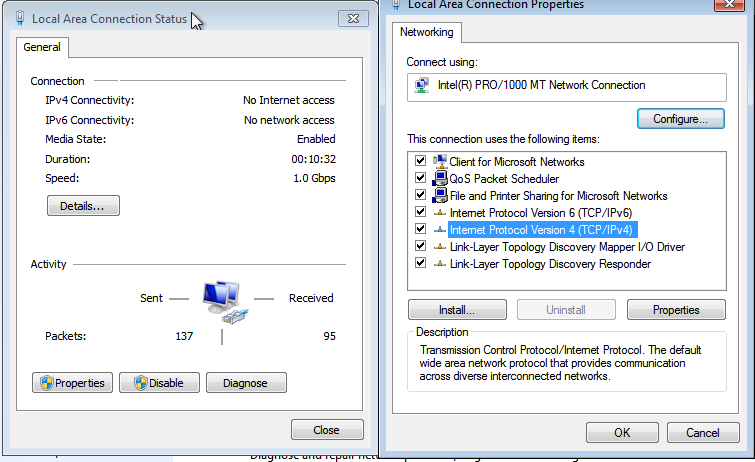 Local Area Connection Status
General
Connection
IPv4 Connectivity: No Internet access
IPv6 Connectivity: No network access
Media State: Enabled
Duration: 00:10:32
Speed: 1.0 Gbps
Details...
Activity
Sent Received
Packets: 137 95
Properties Disable Diagnose
Close
Local Area Connection Properties
Networking
Connect using:
Intel(R) PRO/1000 MT Network Connection
Configure...
This connection uses the following items:
Client for Microsoft Networks
QoS Packet Scheduler
File and Printer Sharing for Microsoft Networks
Internet Protocol Version 6 (TCP/IPv6)
Internet Protocol Version 4 (TCP/IPv4)
Link-Layer Topology Discovery Mapper I/O Driver
Link-Layer Topology Discovery Responder
Install... Uninstall Properties
Description
Transmission Control Protocol/Internet Protocol. The default
wide area network protocol that provides communication
across diverse interconnected networks.
OK Cancel
Diagnose and repair